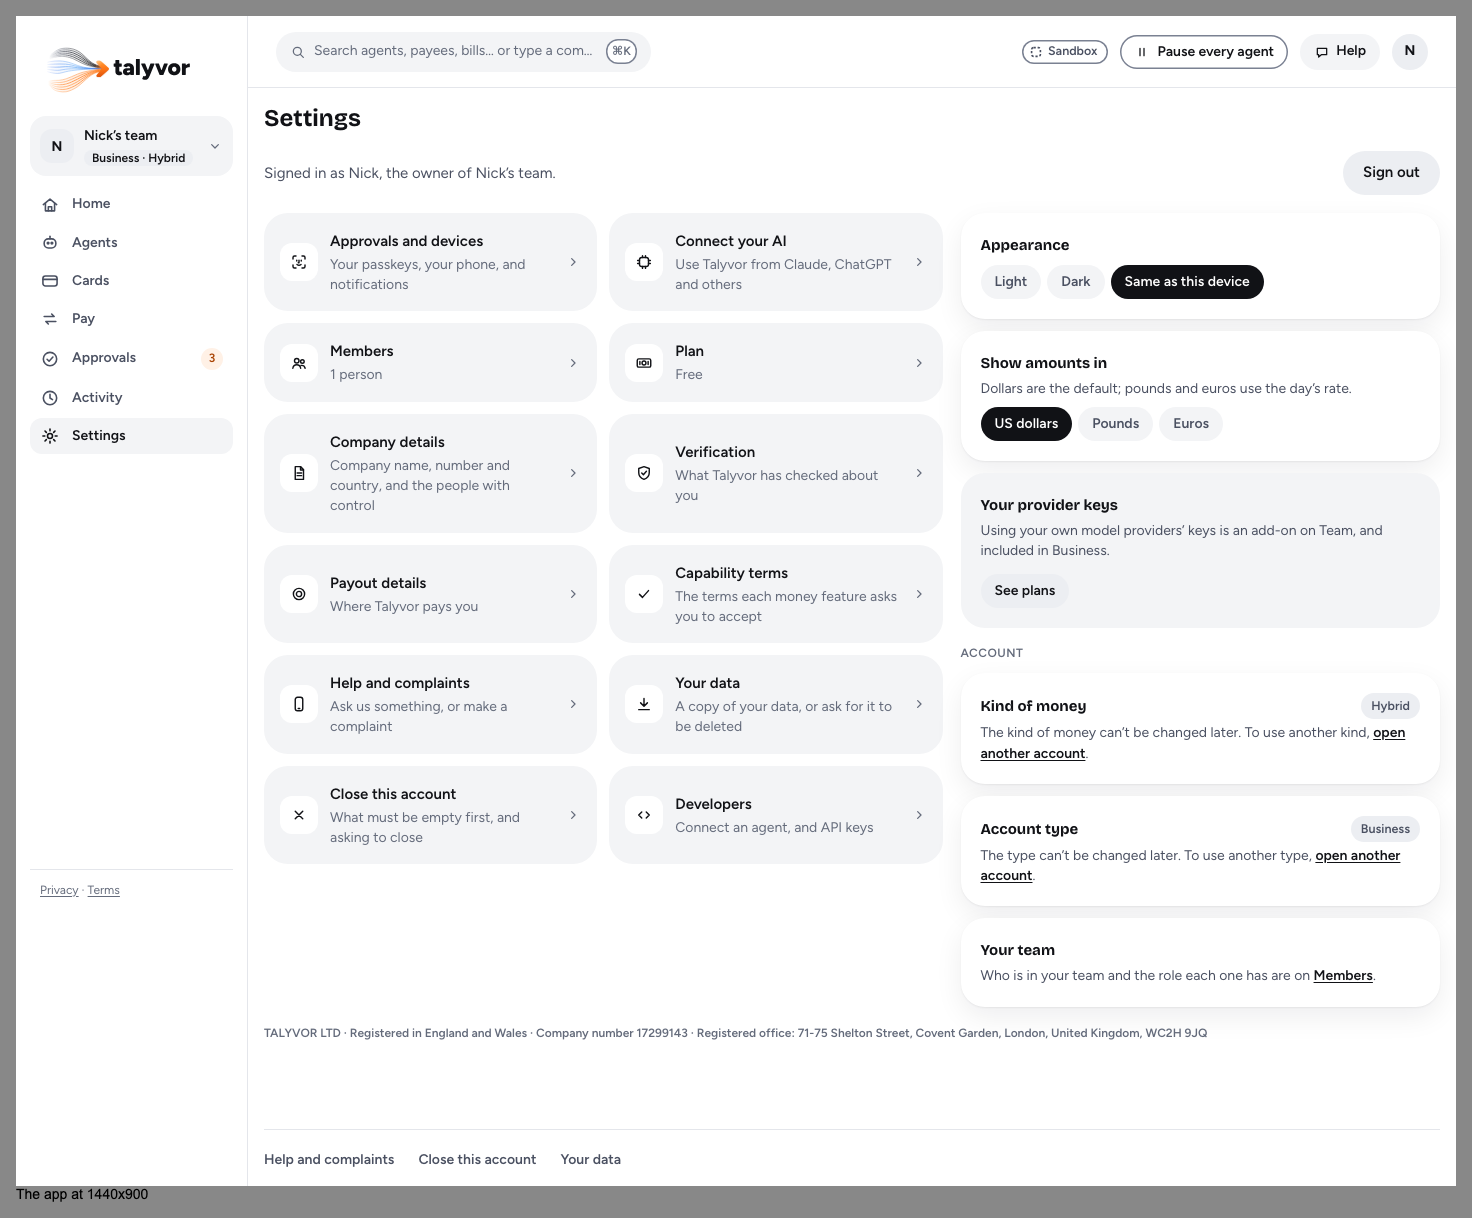 talyvor
Search agents, payees, bills... or type a com...
⌘K
Sandbox
Pause every agent
Help
N
N
Nick's team
Business · Hybrid
Home
Agents
Cards
Pay
Approvals
3
Activity
Settings
Privacy · Terms
Settings
Signed in as Nick, the owner of Nick's team.
Sign out
Approvals and devices
Your passkeys, your phone, and
notifications
Connect your AI
Use Talyvor from Claude, ChatGPT
and others
Members
1 person
Plan
Free
Company details
Company name, number and
country, and the people with
control
Verification
What Talyvor has checked about
you
Payout details
Where Talyvor pays you
Capability terms
The terms each money feature asks
you to accept
Help and complaints
Ask us something, or make a
complaint
Your data
A copy of your data, or ask for it to
be deleted
Close this account
What must be empty first, and
asking to close
Developers
Connect an agent, and API keys
Appearance
Light
Dark
Same as this device
Show amounts in
Dollars are the default; pounds and euros use the day's rate.
US dollars
Pounds
Euros
Your provider keys
Using your own model providers' keys is an add-on on Team, and
included in Business.
See plans
ACCOUNT
Kind of money
Hybrid
The kind of money can't be changed later. To use another kind, open
another account.
Account type
Business
The type can't be changed later. To use another type, open another
account.
Your team
Who is in your team and the role each one has are on Members.
TALYVOR LTD · Registered in England and Wales · Company number 17299143 · Registered office: 71-75 Shelton Street, Covent Garden, London, United Kingdom, WC2H 9JQ
Help and complaints
Close this account
Your data
The app at 1440x900